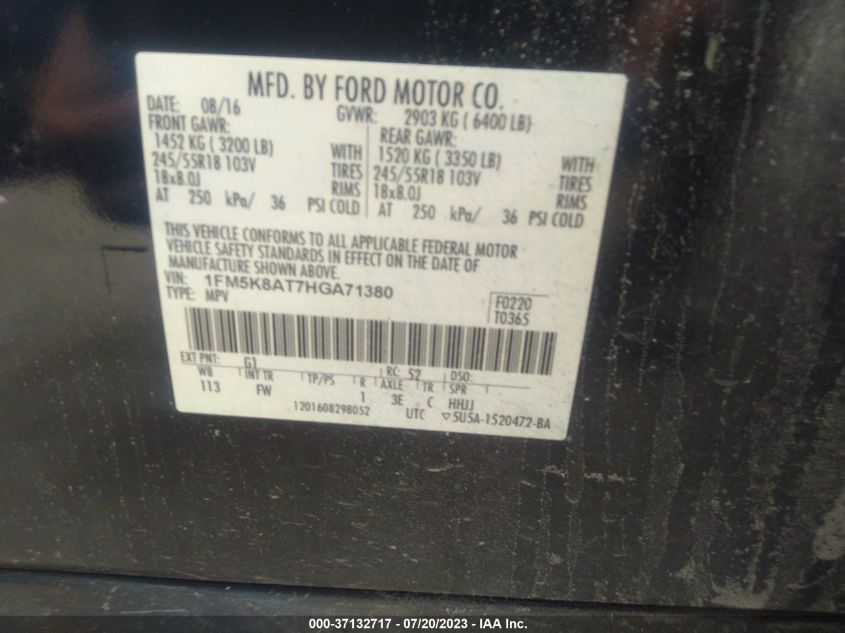 MFD. BY FORD MOTOR CO.
DATE: 08/16 GVWR: 2903 KG ( 6400 LB)
FRONT GAWR: REAR GAWR:
1452 KG ( 3200 LB) WITH 1520 KG ( 3350 LB) WITH
245/55R18 103V TIRES 245/55R18 103V TIRES
18x8.0J RIMS 18x8.0J RIMS
AT 250 kPa/ 36 PSI COLD AT 250 kPa/ 36 PSI COLD
THIS VEHICLE CONFORMS TO ALL APPLICABLE FEDERAL MOTOR
VEHICLE SAFETY STANDARDS IN EFFECT ON THE DATE OF
MANUFACTURE SHOWN ABOVE.
VIN: 1FM5K8AT7HGA71380
TYPE: MPV
F0220
T0365
EXT PNT: G1 RC: 52 DSO:
WB INT TR TP/PS R AXLE TR SPR
113 FW 1 3E C HHJJ
1201608298052 UTC ▽5U5A-1520472-BA
000-37132717 - 07/20/2023 - IAA Inc.